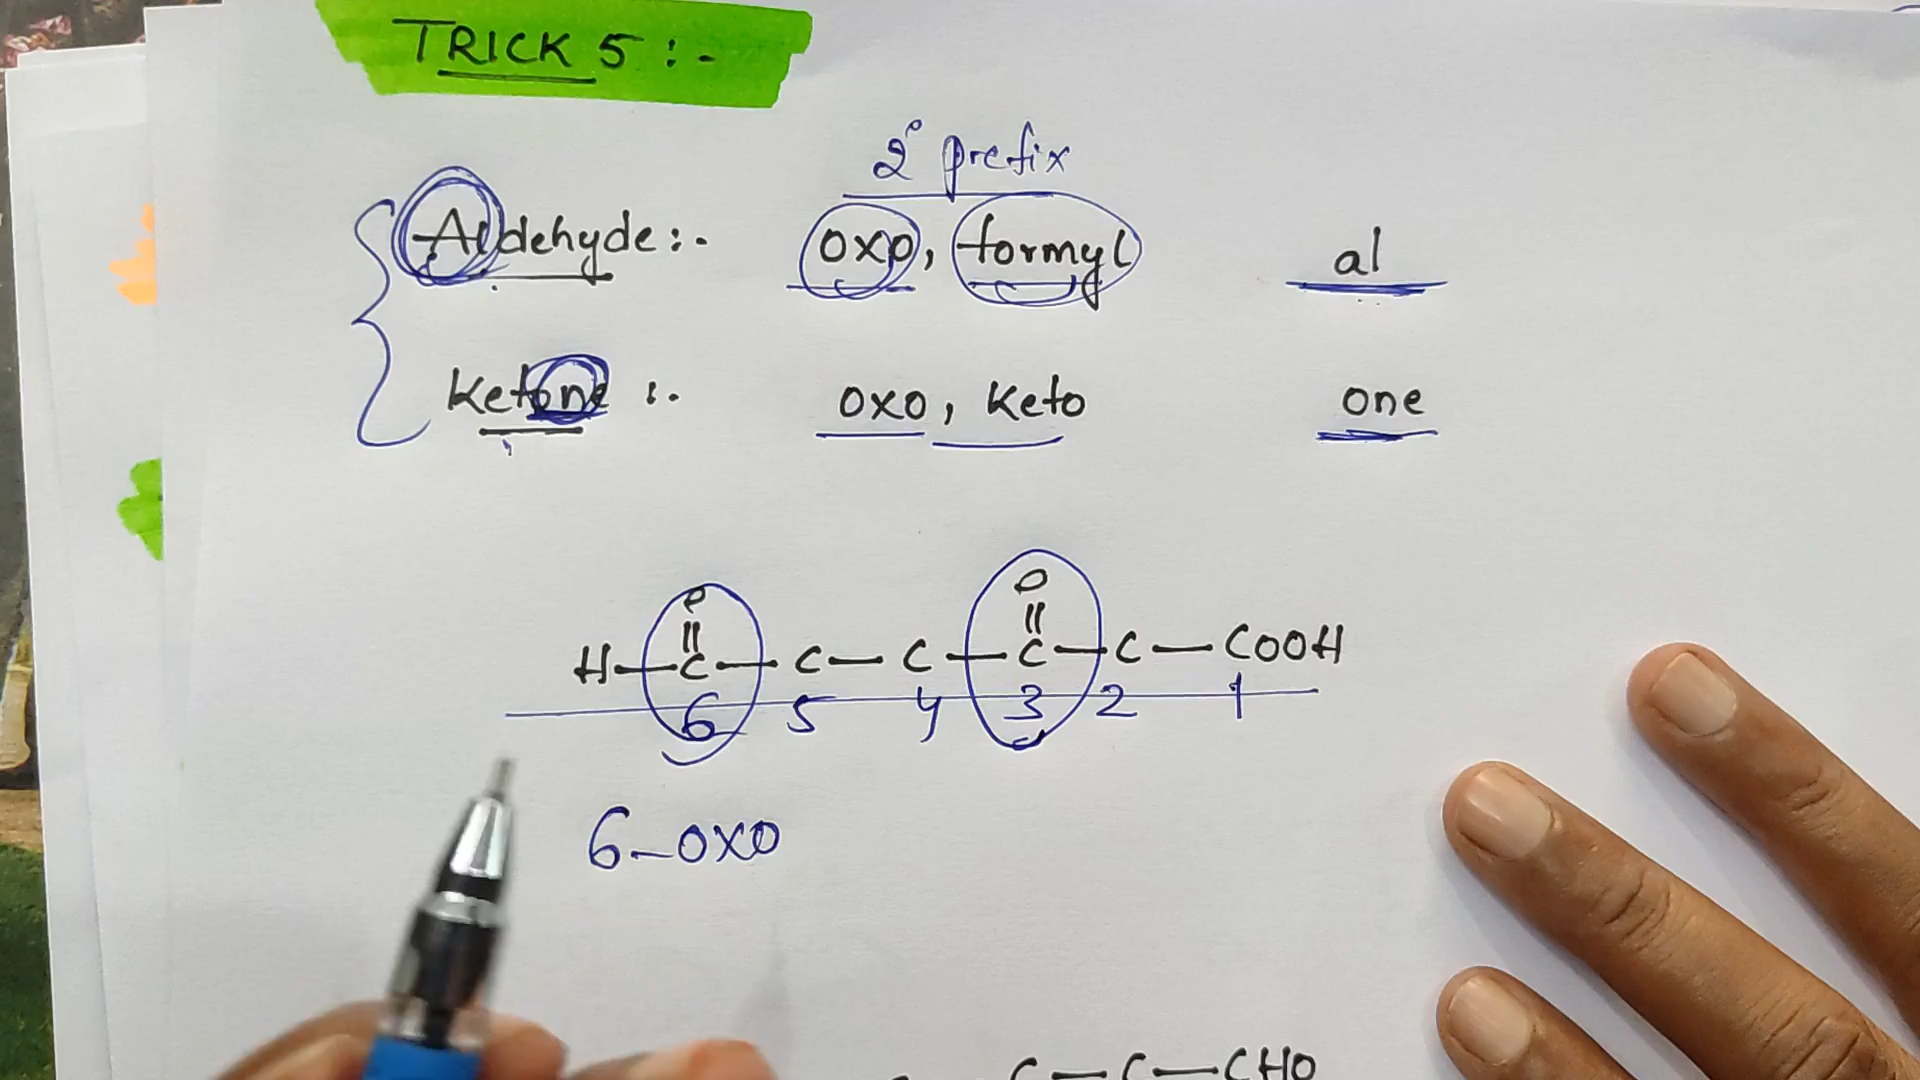 TRICK 5 :-
2° prefix
Aldehyde :- oxo, formyl al
Ketone :- oxo, Keto one
O O
|| ||
H—C—C—C—C—C—COOH
6 5 4 3 2 1
6-oxo
C—C—CHO